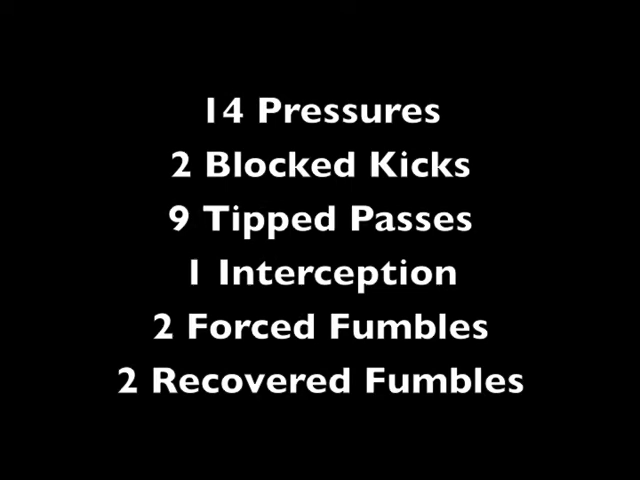 14 Pressures
2 Blocked Kicks
9 Tipped Passes
1 Interception
2 Forced Fumbles
2 Recovered Fumbles